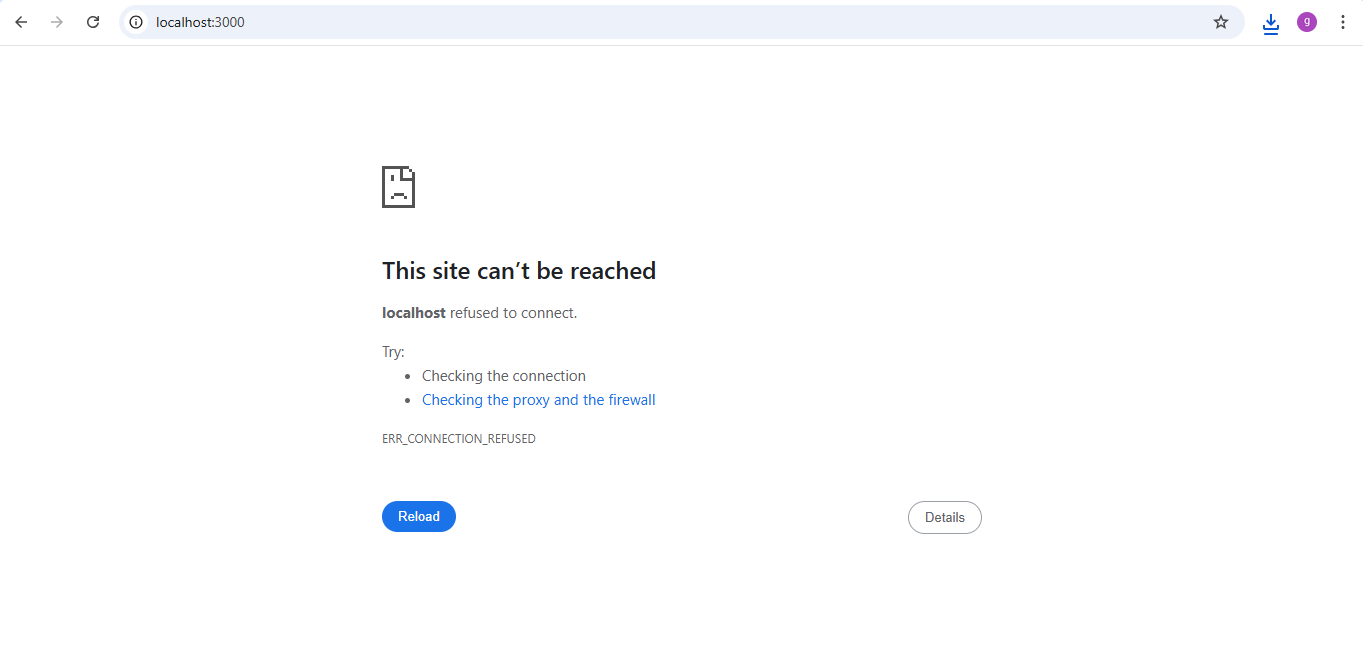 localhost:3000
g
This site can’t be reached
localhost refused to connect.
Try:
• Checking the connection
• Checking the proxy and the firewall
ERR_CONNECTION_REFUSED
Reload
Details